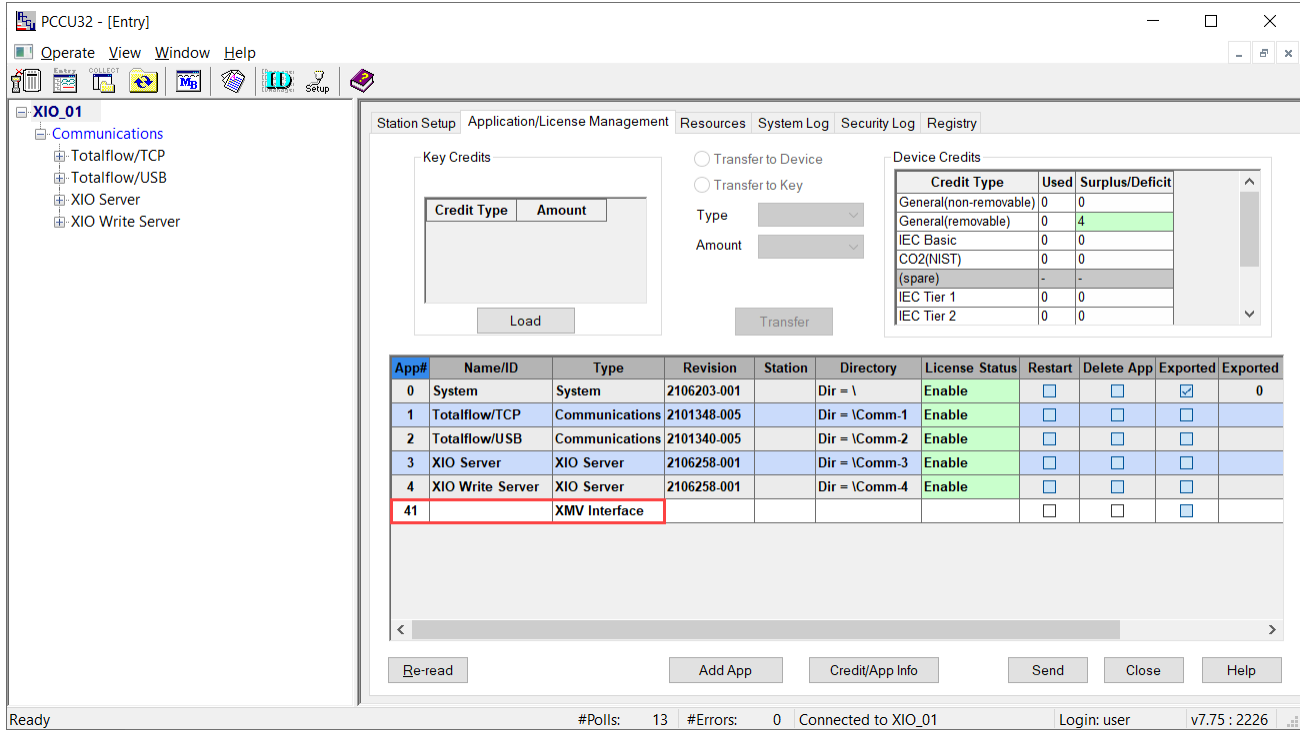 PCCU32 - [Entry]
Operate View Window Help
Entry COLLECT MB Setup
XIO_01
Communications
Totalflow/TCP
Totalflow/USB
XIO Server
XIO Write Server
Station Setup Application/License Management Resources System Log Security Log Registry
Key Credits
Credit Type Amount
Load
Transfer to Device
Transfer to Key
Type
Amount
Transfer
Device Credits
Credit Type Used Surplus/Deficit
General(non-removable) 0 0
General(removable) 0 4
IEC Basic 0 0
CO2(NIST) 0 0
(spare) - -
IEC Tier 1 0 0
IEC Tier 2 0 0
App# Name/ID Type Revision Station Directory License Status Restart Delete App Exported Exported
0 System System 2106203-001 Dir = \ Enable 0
1 Totalflow/TCP Communications 2101348-005 Dir = \Comm-1 Enable
2 Totalflow/USB Communications 2101340-005 Dir = \Comm-2 Enable
3 XIO Server XIO Server 2106258-001 Dir = \Comm-3 Enable
4 XIO Write Server XIO Server 2106258-001 Dir = \Comm-4 Enable
41 XMV Interface
Re-read Add App Credit/App Info Send Close Help
Ready #Polls: 13 #Errors: 0 Connected to XIO_01 Login: user v7.75 : 2226